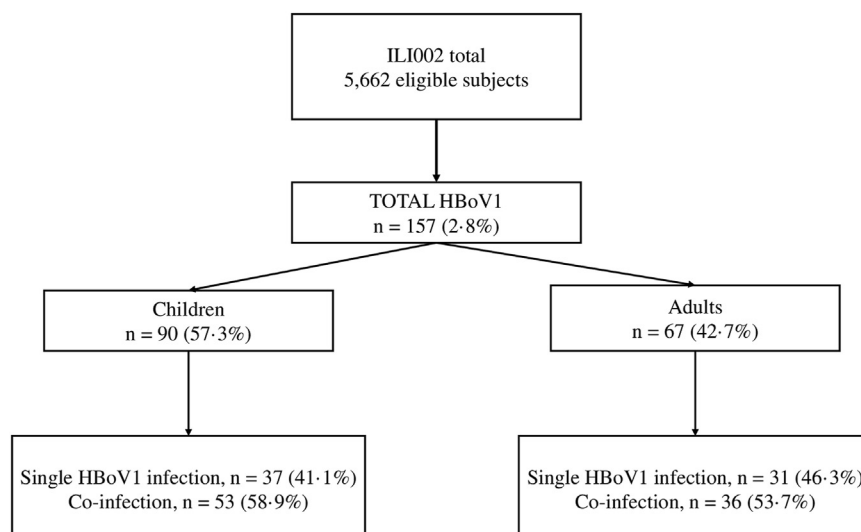 ILI002 total
5,662 eligible subjects
TOTAL HBoV1
n = 157 (2·8%)
Children
n = 90 (57·3%)
Adults
n = 67 (42·7%)
Single HBoV1 infection, n = 37 (41·1%)
Co-infection, n = 53 (58·9%)
Single HBoV1 infection, n = 31 (46·3%)
Co-infection, n = 36 (53·7%)